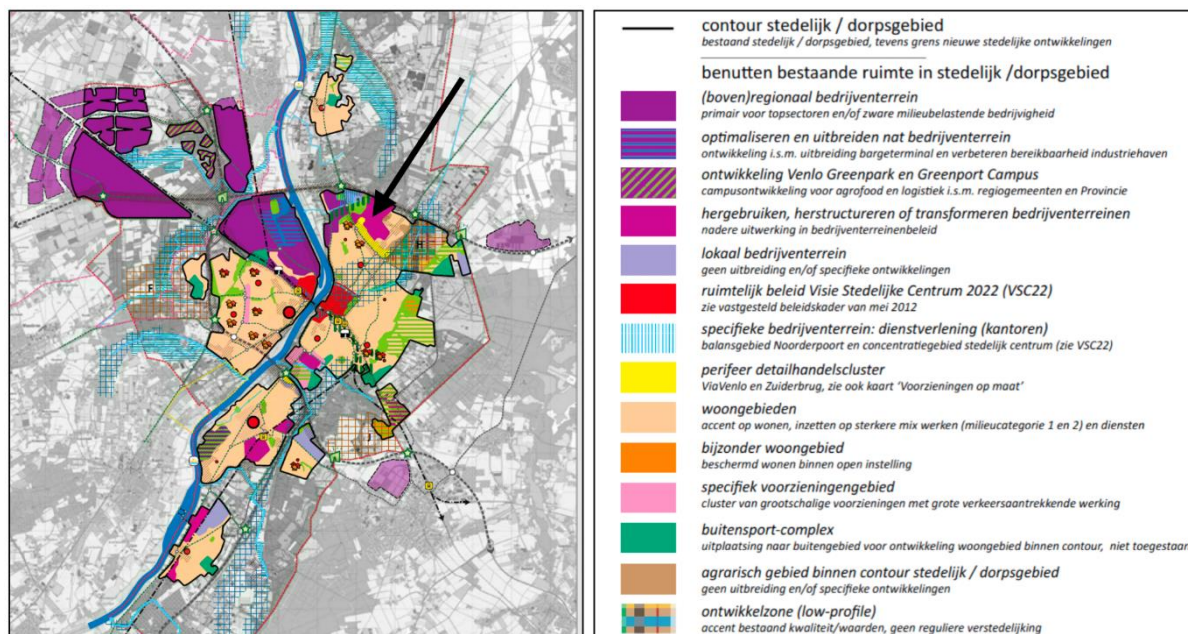 contour stedelijk / dorpsgebied
bestaand stedelijk / dorpsgebied, tevens grens nieuwe stedelijke ontwikkelingen
benutten bestaande ruimte in stedelijk /dorpsgebied
(boven)regionaal bedrijventerrein
primair voor topsectoren en/of zware milieubelastende bedrijvigheid
optimaliseren en uitbreiden nat bedrijventerrein
ontwikkeling i.s.m. uitbreiding bargeterminal en verbeteren bereikbaarheid industriehaven
ontwikkeling Venlo Greenpark en Greenport Campus
campusontwikkeling voor agrofood en logistiek i.s.m. regiogemeenten en Provincie
hergebruiken, herstructureren of transformeren bedrijventerreinen
nadere uitwerking in bedrijventerreinenbeleid
lokaal bedrijventerrein
geen uitbreiding en/of specifieke ontwikkelingen
ruimtelijk beleid Visie Stedelijke Centrum 2022 (VSC22)
zie vastgesteld beleidskader van mei 2012
specifieke bedrijventerrein: dienstverlening (kantoren)
balansgebied Noorderpoort en concentratiegebied stedelijk centrum (zie VSC22)
perifeer detailhandelscluster
ViaVenlo en Zuiderbrug, zie ook kaart 'Voorzieningen op maat'
woongebieden
accent op wonen, inzetten op sterkere mix werken (milieucategorie 1 en 2) en diensten
bijzonder woongebied
beschermd wonen binnen open instelling
specifiek voorzieningengebied
cluster van grootschalige voorzieningen met grote verkeersaantrekkende werking
buitensport-complex
uitplaatsing naar buitengebied voor ontwikkeling woongebied binnen contour, niet toegestaan
agrarisch gebied binnen contour stedelijk / dorpsgebied
geen uitbreiding en/of specifieke ontwikkelingen
ontwikkelzone (low-profile)
accent bestaand kwaliteit/waarden, geen reguliere verstedelijking
H
F
J